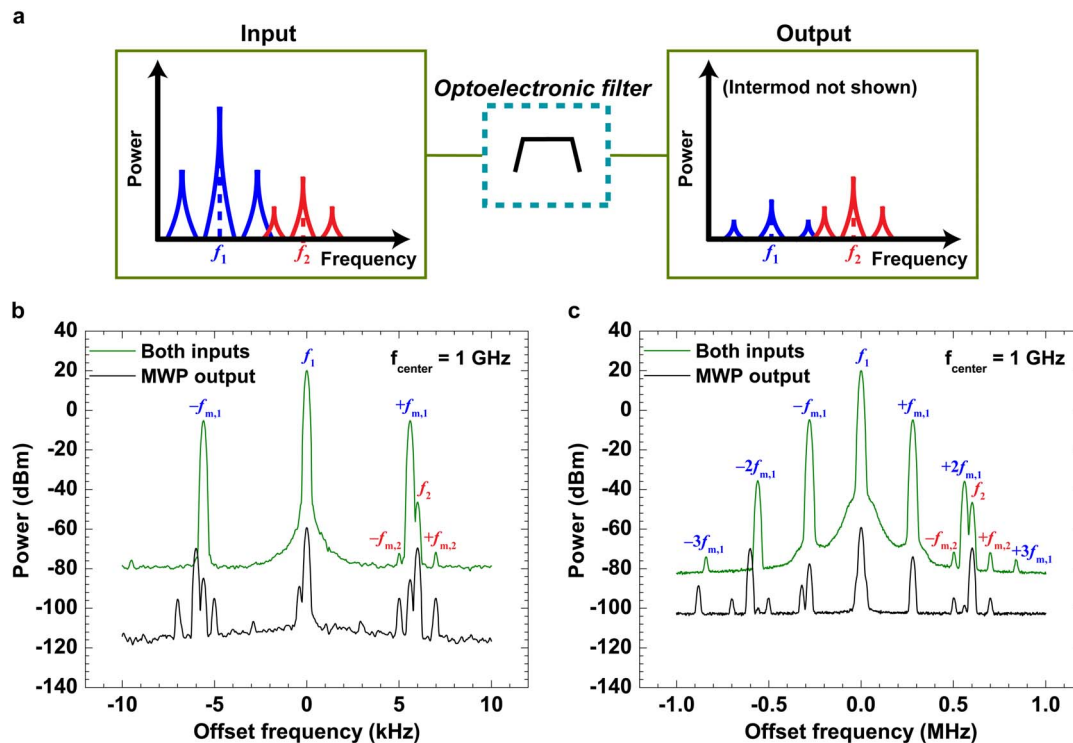 a
Input
Output
Optoelectronic filter
(Intermod not shown)
Power
Power
f1
f2
Frequency
f1
f2
Frequency
b
c
40
20
0
-20
-40
-60
-80
-100
-120
-140
Power (dBm)
Both inputs
MWP output
fcenter = 1 GHz
f1
−fm,1
+fm,1
f2
−fm,2
+fm,2
-10
-5
0
5
10
Offset frequency (kHz)
40
20
0
-20
-40
-60
-80
-100
-120
-140
Power (dBm)
Both inputs
MWP output
fcenter = 1 GHz
f1
−fm,1
+fm,1
−2fm,1
+2fm,1
f2
−3fm,1
−fm,2
+fm,2
+3fm,1
-1.0
-0.5
0.0
0.5
1.0
Offset frequency (MHz)